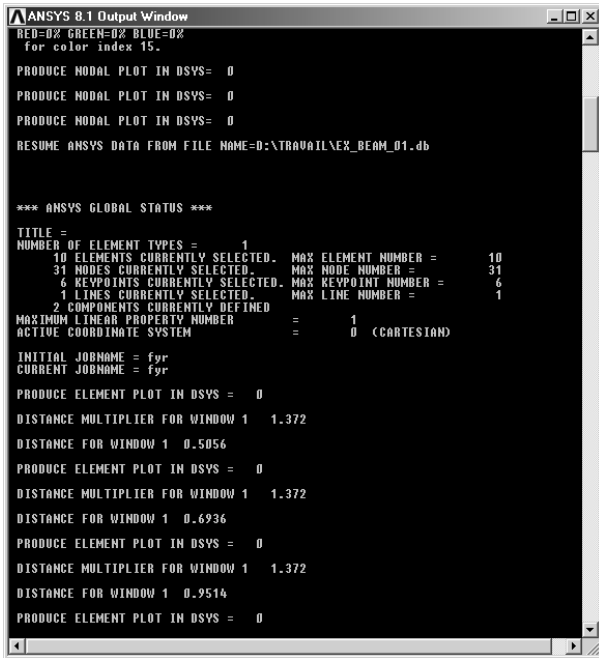 ANSYS 8.1 Output Window
RED=0% GREEN=0% BLUE=0%
for color index 15.
PRODUCE NODAL PLOT IN DSYS= 0
PRODUCE NODAL PLOT IN DSYS= 0
PRODUCE NODAL PLOT IN DSYS= 0
RESUME ANSYS DATA FROM FILE NAME=D:\TRAVAIL\EX_BEAM_01.db
*** ANSYS GLOBAL STATUS ***
TITLE =
NUMBER OF ELEMENT TYPES = 1
10 ELEMENTS CURRENTLY SELECTED. MAX ELEMENT NUMBER = 10
31 NODES CURRENTLY SELECTED. MAX NODE NUMBER = 31
6 KEYPOINTS CURRENTLY SELECTED. MAX KEYPOINT NUMBER = 6
1 LINES CURRENTLY SELECTED. MAX LINE NUMBER = 1
2 COMPONENTS CURRENTLY DEFINED
MAXIMUM LINEAR PROPERTY NUMBER = 1
ACTIVE COORDINATE SYSTEM = 0 (CARTESIAN)
INITIAL JOBNAME = fyr
CURRENT JOBNAME = fyr
PRODUCE ELEMENT PLOT IN DSYS = 0
DISTANCE MULTIPLIER FOR WINDOW 1 1.372
DISTANCE FOR WINDOW 1 0.5056
PRODUCE ELEMENT PLOT IN DSYS = 0
DISTANCE MULTIPLIER FOR WINDOW 1 1.372
DISTANCE FOR WINDOW 1 0.6936
PRODUCE ELEMENT PLOT IN DSYS = 0
DISTANCE MULTIPLIER FOR WINDOW 1 1.372
DISTANCE FOR WINDOW 1 0.9514
PRODUCE ELEMENT PLOT IN DSYS = 0